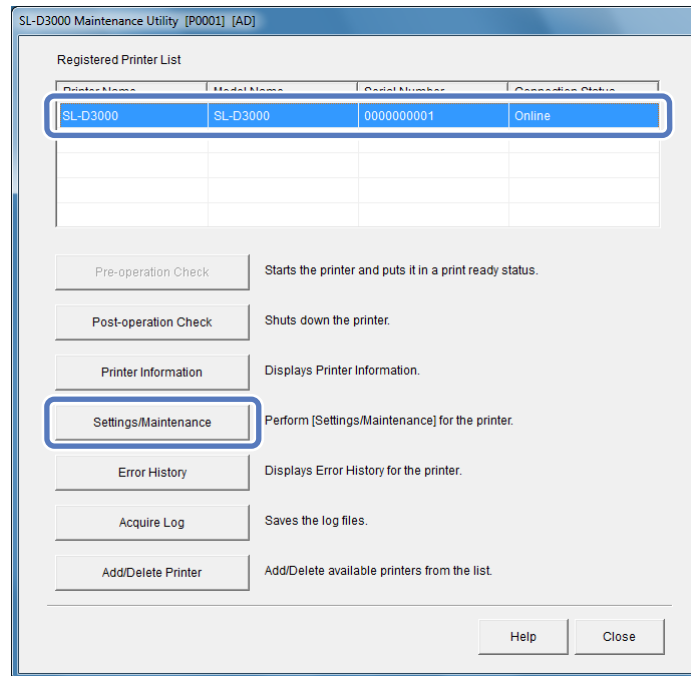 SL-D3000 Maintenance Utility [P0001] [AD]
Registered Printer List
Printer Name Model Name Serial Number Connection Status
SL-D3000 SL-D3000 0000000001 Online
Pre-operation Check Starts the printer and puts it in a print ready status.
Post-operation Check Shuts down the printer.
Printer Information Displays Printer Information.
Settings/Maintenance Perform [Settings/Maintenance] for the printer.
Error History Displays Error History for the printer.
Acquire Log Saves the log files.
Add/Delete Printer Add/Delete available printers from the list.
Help Close